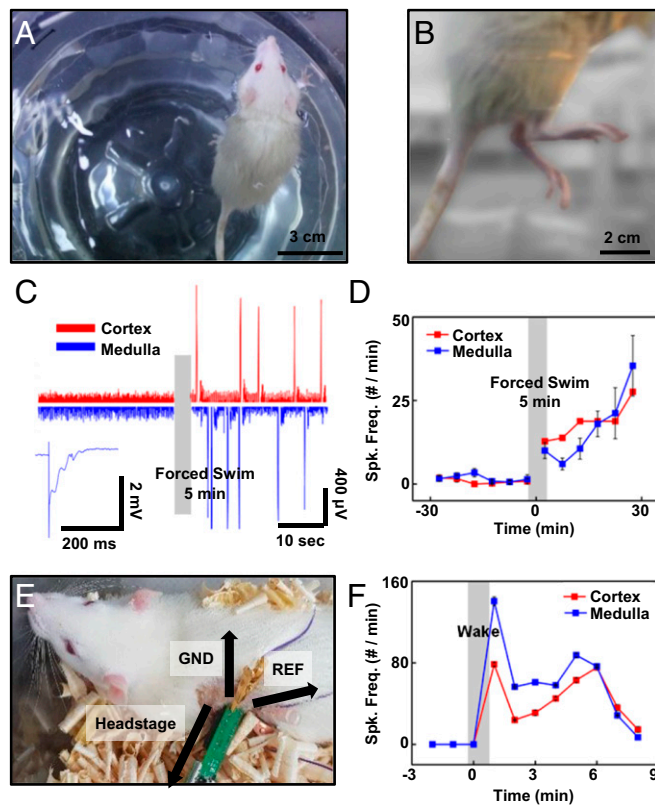 A
3 cm
B
2 cm
C
Cortex
Medulla
Forced Swim
5 min
2 mV
200 ms
400 µV
10 sec
D
Spk. Freq. (# / min)
50
25
0
Cortex
Medulla
Forced Swim
5 min
-30
0
30
Time (min)
E
GND
REF
Headstage
F
Spk. Freq. (# / min)
160
80
0
Cortex
Medulla
Wake
-3
0
3
6
9
Time (min)